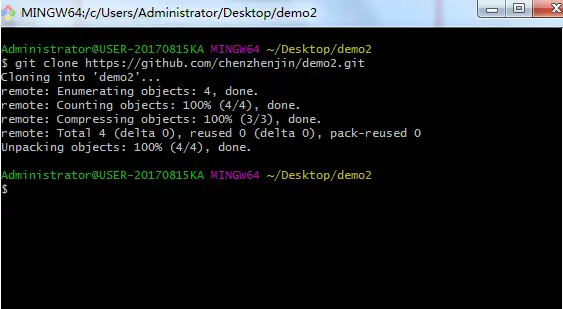 MINGW64:/c/Users/Administrator/Desktop/demo2
Administrator@USER-20170815KA MINGW64 ~/Desktop/demo2
$ git clone https://github.com/chenzhenjin/demo2.git
Cloning into 'demo2'...
remote: Enumerating objects: 4, done.
remote: Counting objects: 100% (4/4), done.
remote: Compressing objects: 100% (3/3), done.
remote: Total 4 (delta 0), reused 0 (delta 0), pack-reused 0
Unpacking objects: 100% (4/4), done.
Administrator@USER-20170815KA MINGW64 ~/Desktop/demo2
$